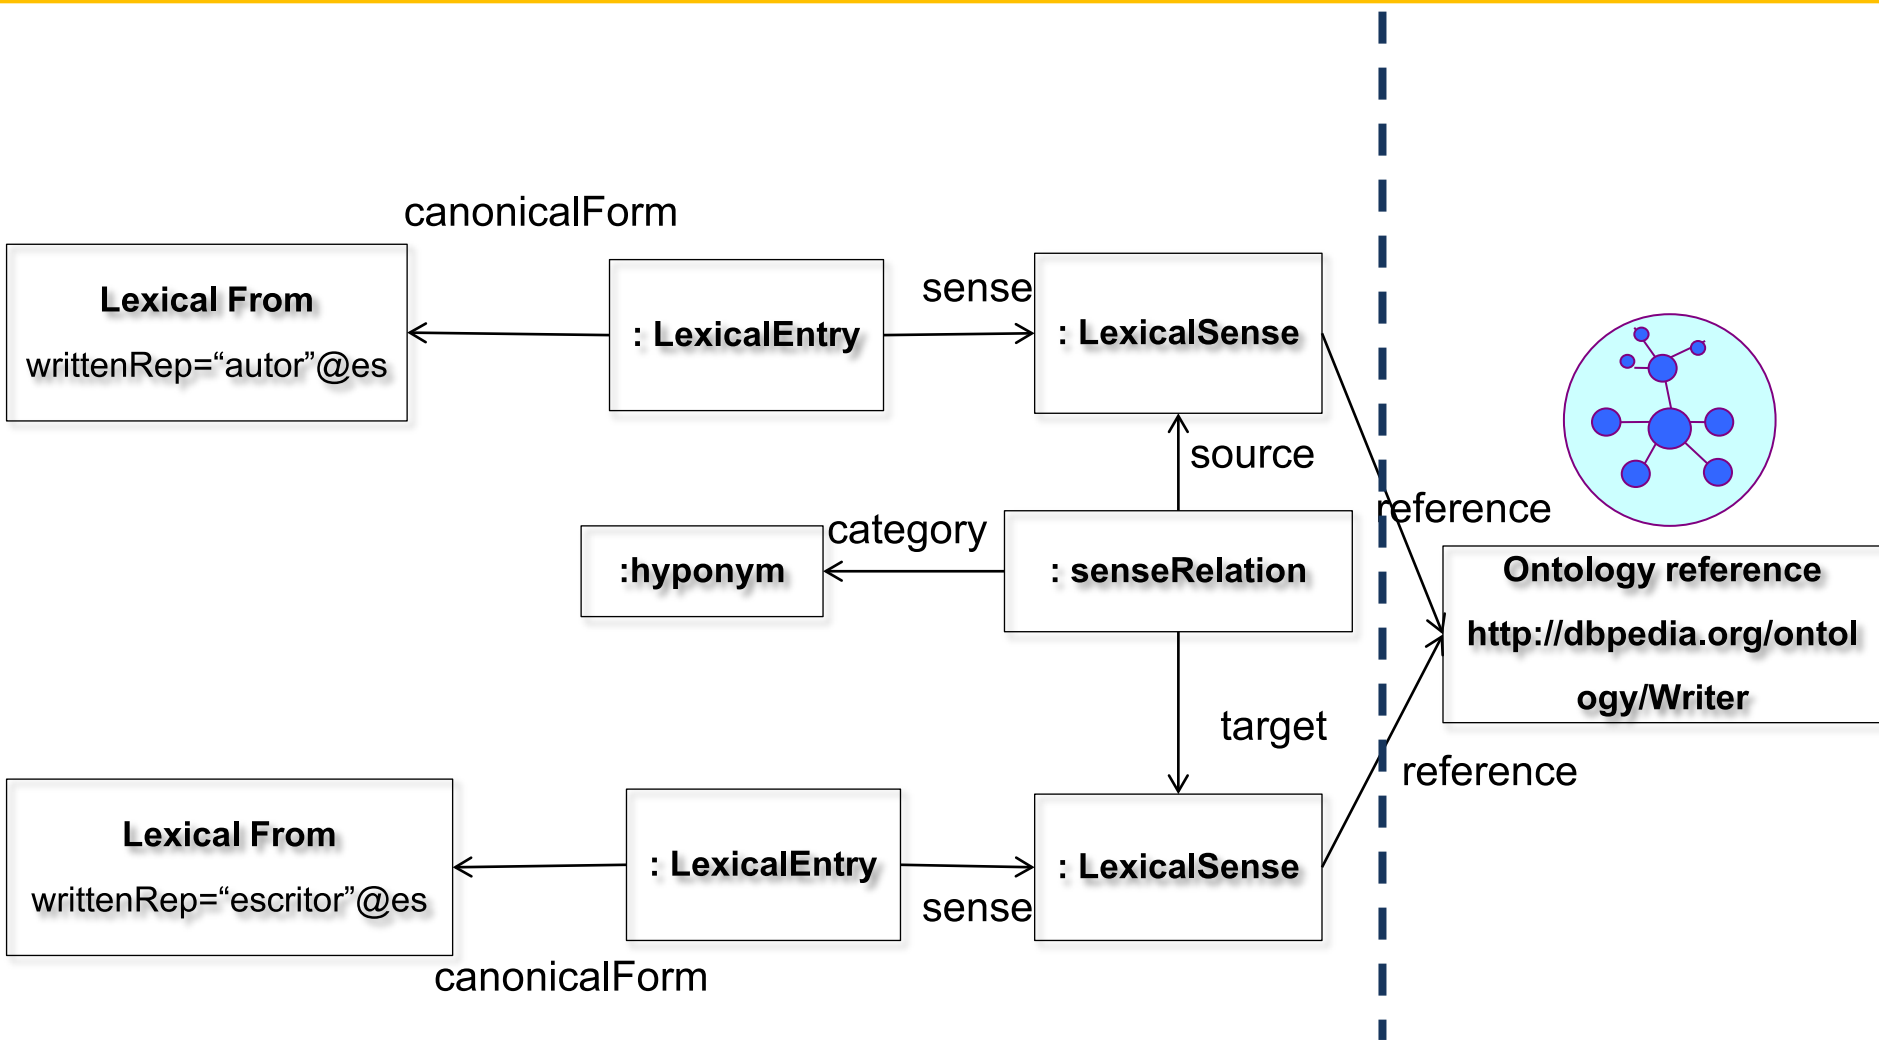 canonicalForm
Lexical From
writtenRep=“autor”@es
: LexicalEntry
sense
: LexicalSense
source
reference
category
:hyponym
: senseRelation
Ontology reference
http://dbpedia.org/ontol
ogy/Writer
target
reference
Lexical From
writtenRep=“escritor”@es
: LexicalEntry
sense
: LexicalSense
canonicalForm